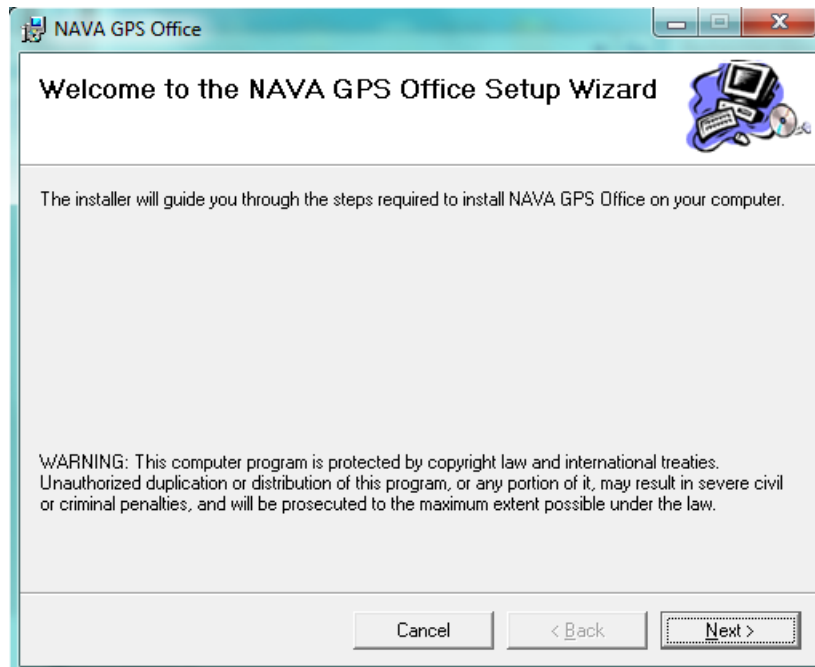 NAVA GPS Office
Welcome to the NAVA GPS Office Setup Wizard
The installer will guide you through the steps required to install NAVA GPS Office on your computer.
WARNING: This computer program is protected by copyright law and international treaties.
Unauthorized duplication or distribution of this program, or any portion of it, may result in severe civil
or criminal penalties, and will be prosecuted to the maximum extent possible under the law.
Cancel
< Back
Next >